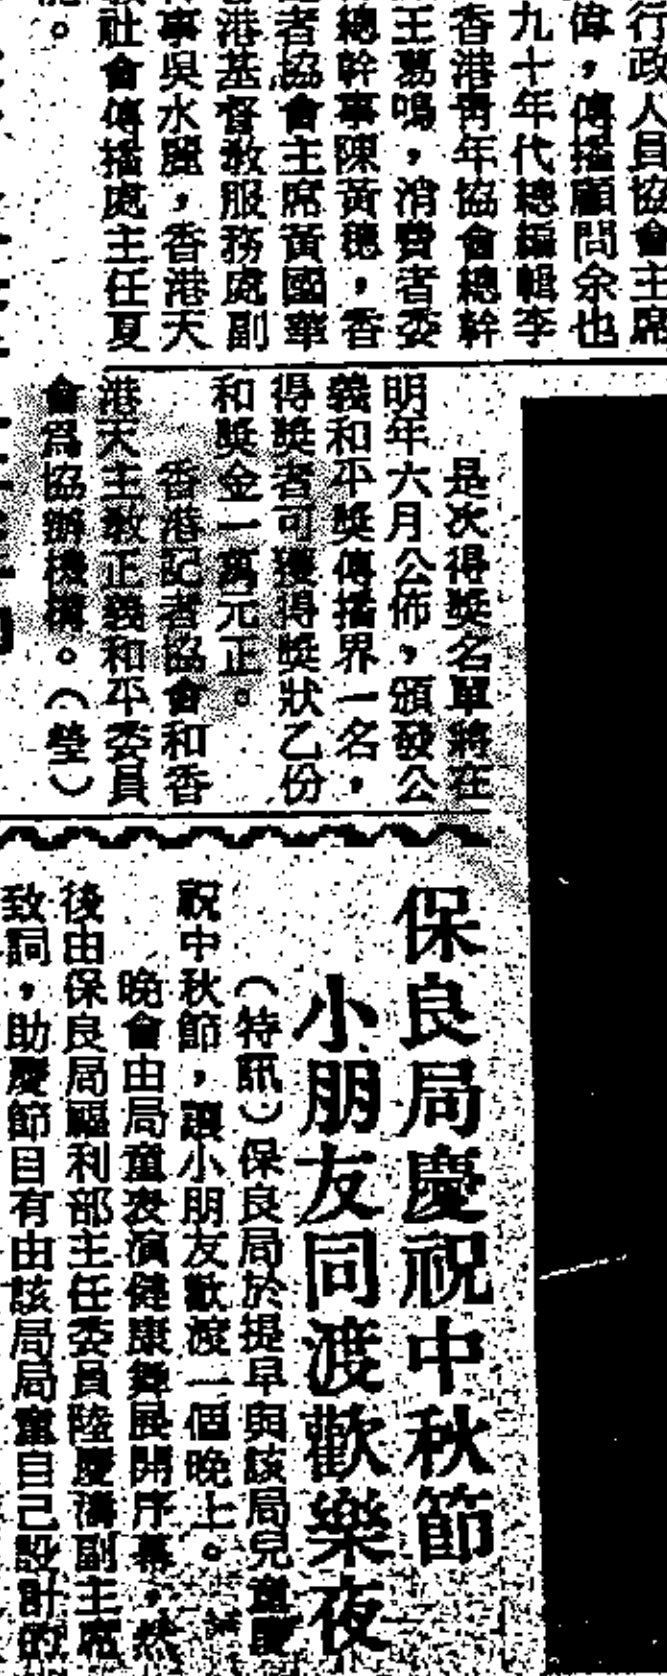 行政人員協會主席
偉，傳播顧問余也
九十年代總編輯李
香港青年協會總幹
王䓪鳴，消費者委
總幹事陳黃穗，香
者協會主席黃國華
港基督教服務處副
事吳水麗，香港天
社會傳播處主任夏
是次得獎名單將在
明年六月公佈，頒發公
義和平獎傳播界一名，
得獎者可獲得獎狀乙份
和獎金一萬元正。
香港記者協會和香
港天主教正義和平委員
會為協辦機構。（瑩）
保良局慶祝中秋節
小朋友同渡歡樂夜
（特訊）保良局於提早與該局兒童慶
祝中秋節，讓小朋友歡渡一個晚上。
晚會由局童表演健康舞展開序幕，然
後由保良局福利部主任委員陸慶濤副主席
致詞，助慶節目有由該局局童自己設計的